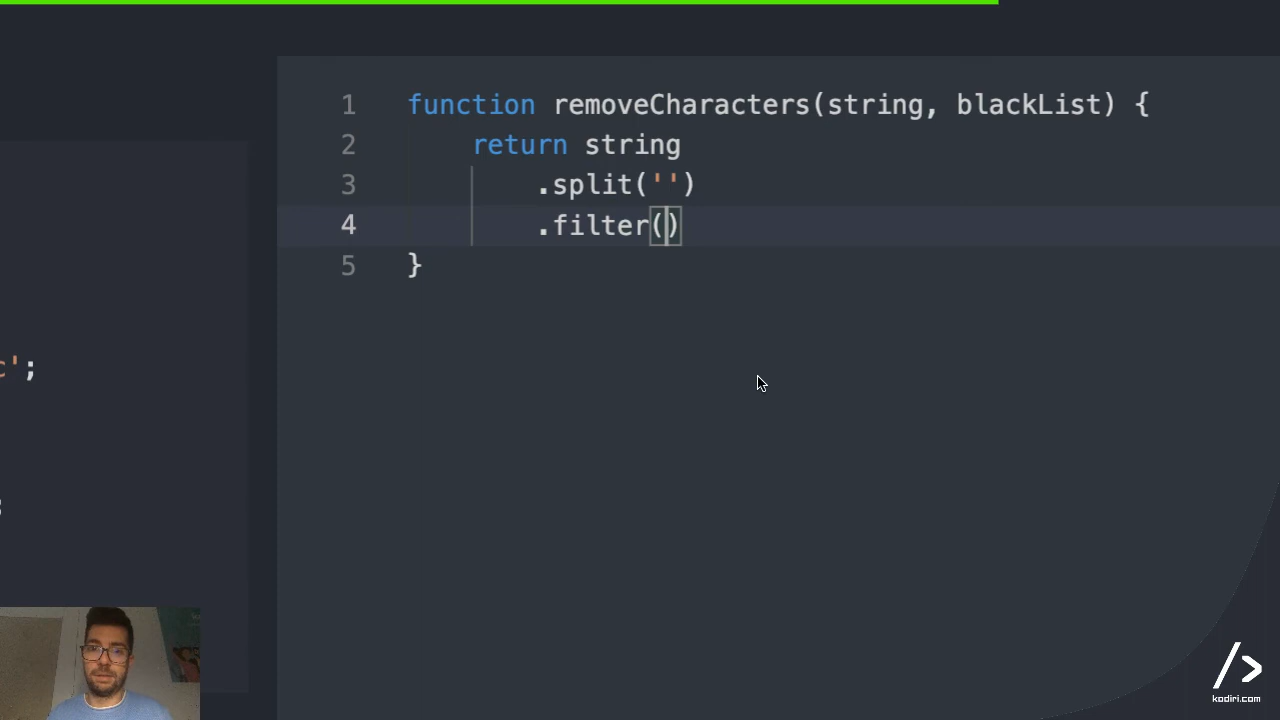 1 function removeCharacters(string, blackList) {
2 return string
3 .split('')
4 .filter()
5 }
c';
;
/>
kodiri.com